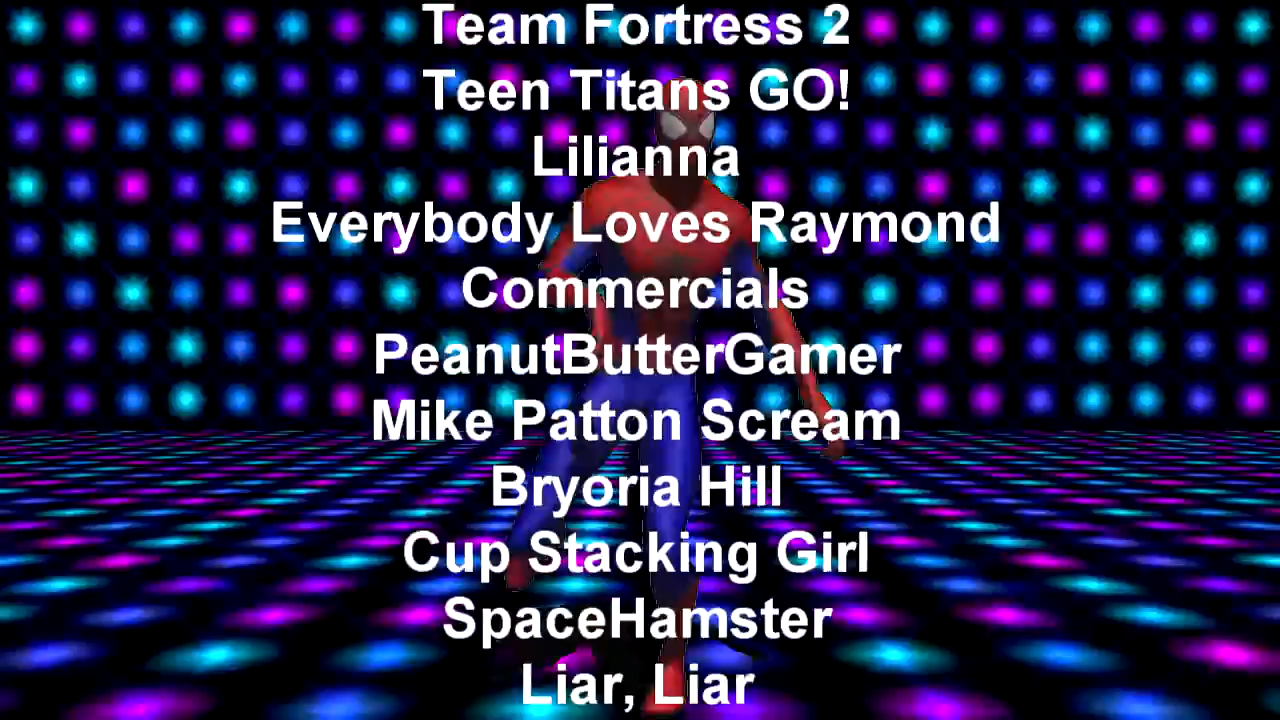 Team Fortress 2
Teen Titans GO!
Lilianna
Everybody Loves Raymond
Commercials
PeanutButterGamer
Mike Patton Scream
Bryoria Hill
Cup Stacking Girl
SpaceHamster
Liar, Liar